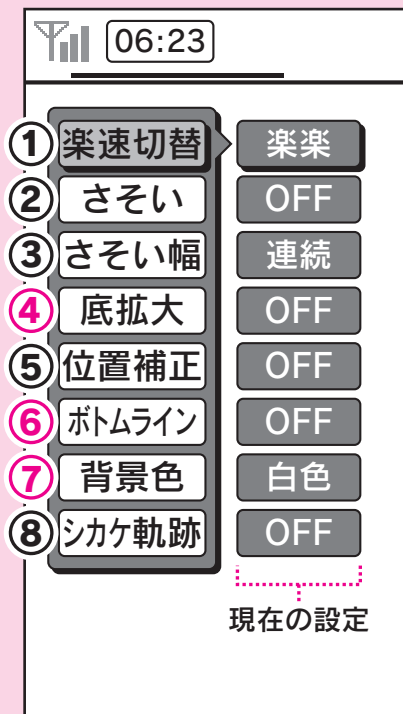 06:23
①楽速切替 楽楽
②さそい OFF
③さそい幅 連続
④底拡大 OFF
⑤位置補正 OFF
⑥ボトムライン OFF
⑦背景色 白色
⑧シカケ軌跡 OFF
現在の設定